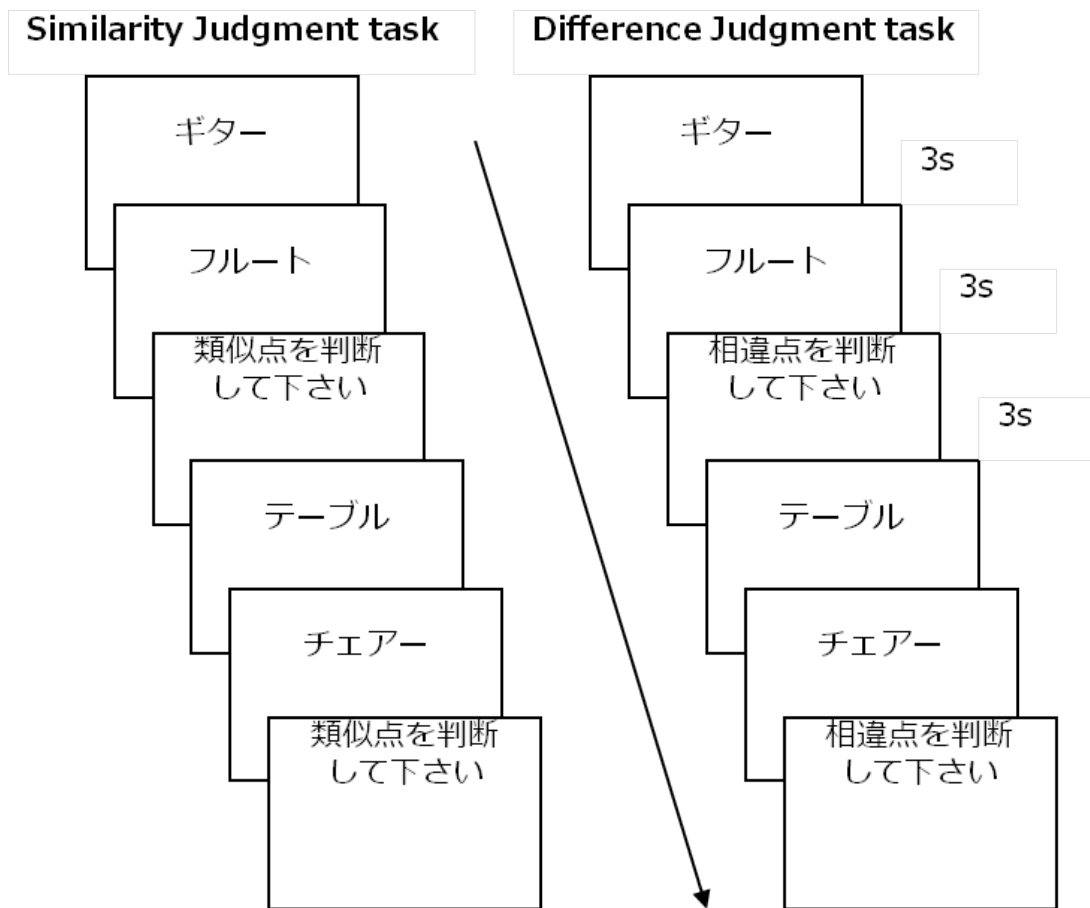 Similarity Judgment task
ギター
フルート
類似点を判断
して下さい
テーブル
チェアー
類似点を判断
して下さい
Difference Judgment task
ギター
3s
フルート
3s
相違点を判断
して下さい
3s
テーブル
チェアー
相違点を判断
して下さい